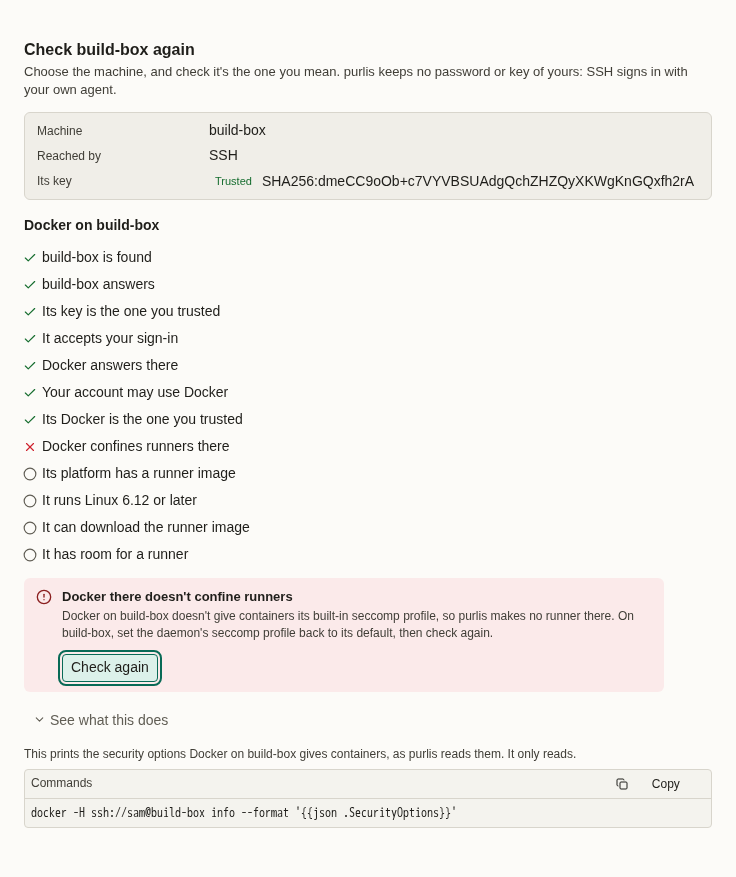 Check build-box again
Choose the machine, and check it's the one you mean. purlis keeps no password or key of yours: SSH signs in with
your own agent.
Machine build-box
Reached by SSH
Its key Trusted SHA256:dmeCC9oOb+c7VYVBSUAdgQchZHZQyXKWgKnGQxfh2rA
Docker on build-box
build-box is found
build-box answers
Its key is the one you trusted
It accepts your sign-in
Docker answers there
Your account may use Docker
Its Docker is the one you trusted
Docker confines runners there
Its platform has a runner image
It runs Linux 6.12 or later
It can download the runner image
It has room for a runner
Docker there doesn't confine runners
Docker on build-box doesn't give containers its built-in seccomp profile, so purlis makes no runner there. On
build-box, set the daemon's seccomp profile back to its default, then check again.
Check again
See what this does
This prints the security options Docker on build-box gives containers, as purlis reads them. It only reads.
Commands Copy
docker -H ssh://sam@build-box info --format '{{json .SecurityOptions}}'